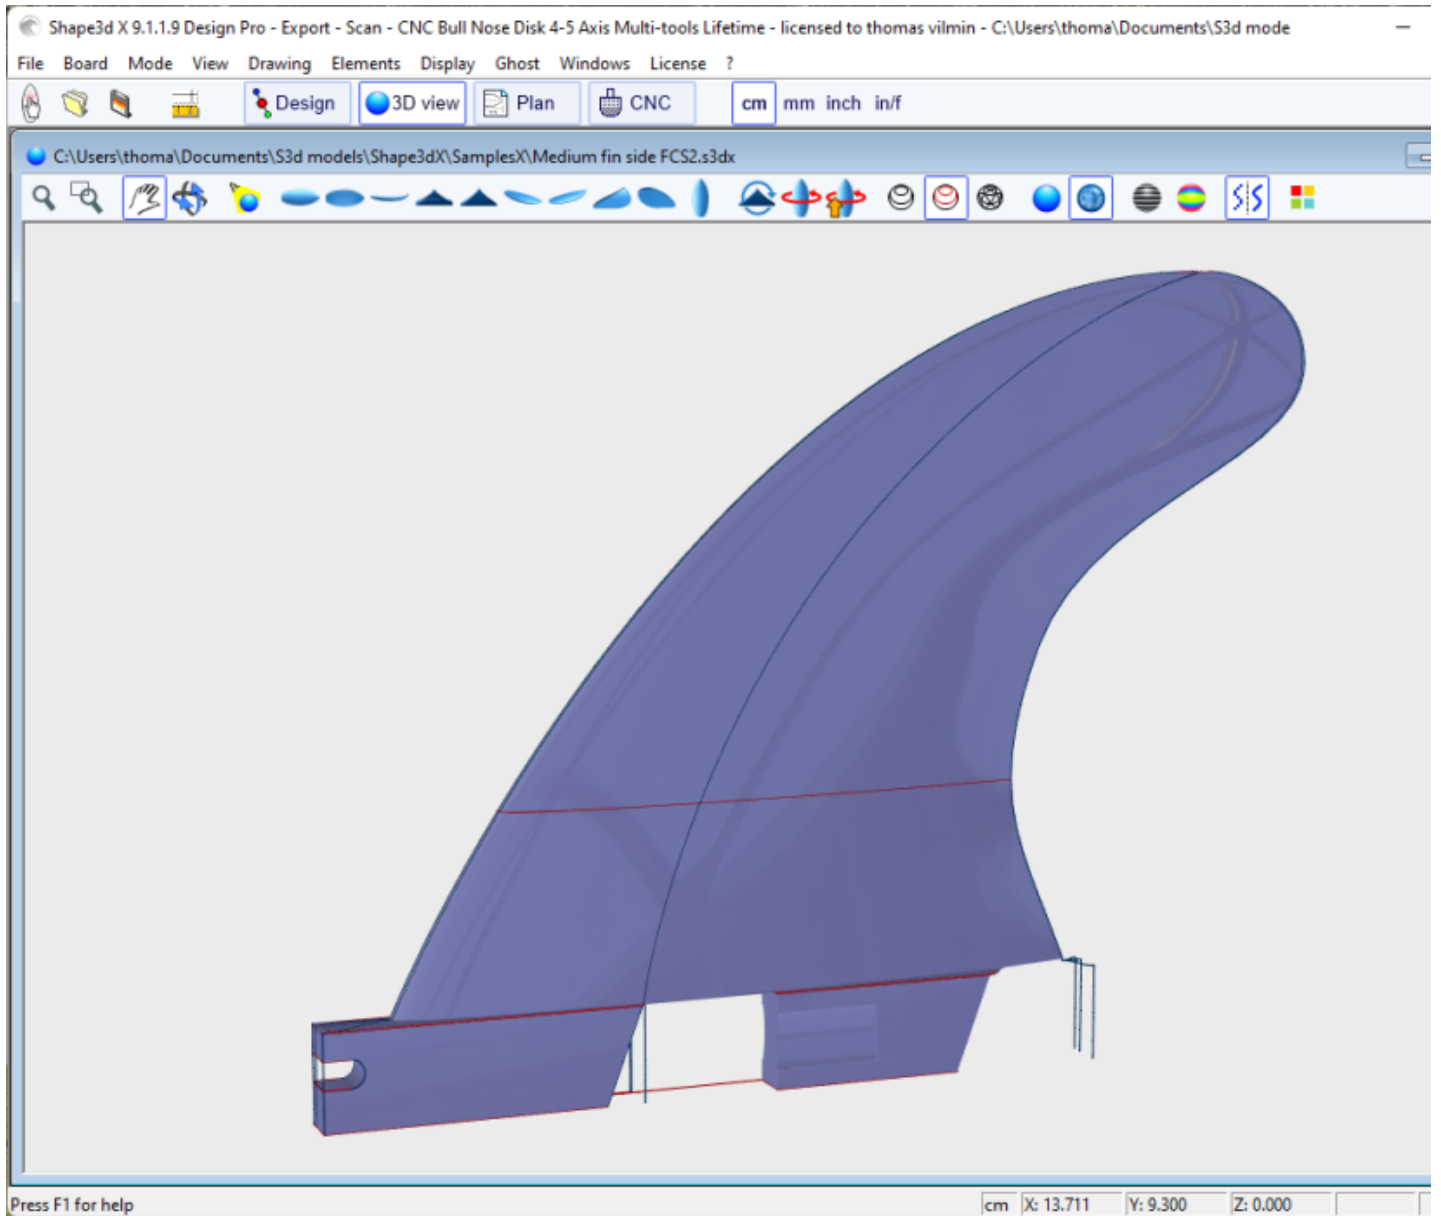 Shape3d X 9.1.1.9 Design Pro - Export - Scan - CNC Bull Nose Disk 4-5 Axis Multi-tools Lifetime - licensed to thomas vilmin - C:\Users\thoma\Documents\S3d mode
File Board Mode View Drawing Elements Display Ghost Windows License ?
Design 3D view Plan CNC cm mm inch in/f
C:\Users\thoma\Documents\S3d models\Shape3dX\SamplesX\Medium fin side FCS2.s3dx
Press F1 for help cm X: 13.711 Y: 9.300 Z: 0.000